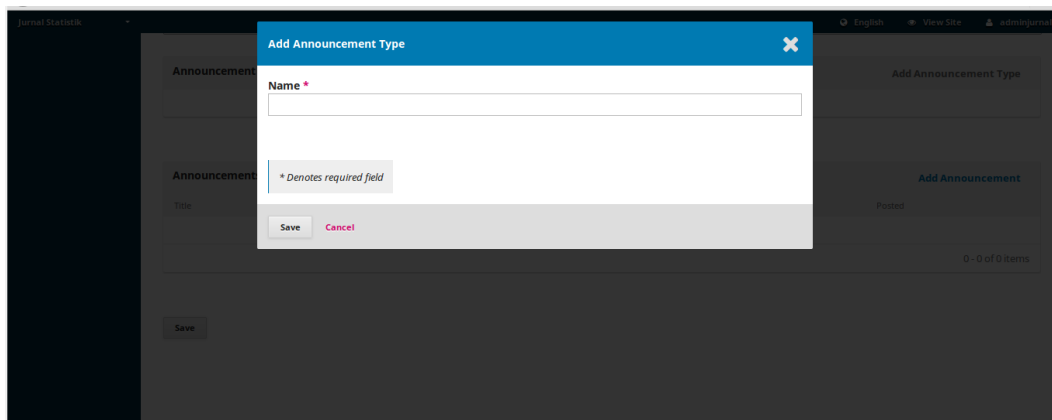 Jurnal Statistik English View Site adminjurnal
Add Announcement Type
Announcement Add Announcement Type
Name *
* Denotes required field
Announcement Add Announcement
Title Posted
Save Cancel
0 - 0 of 0 items
Save